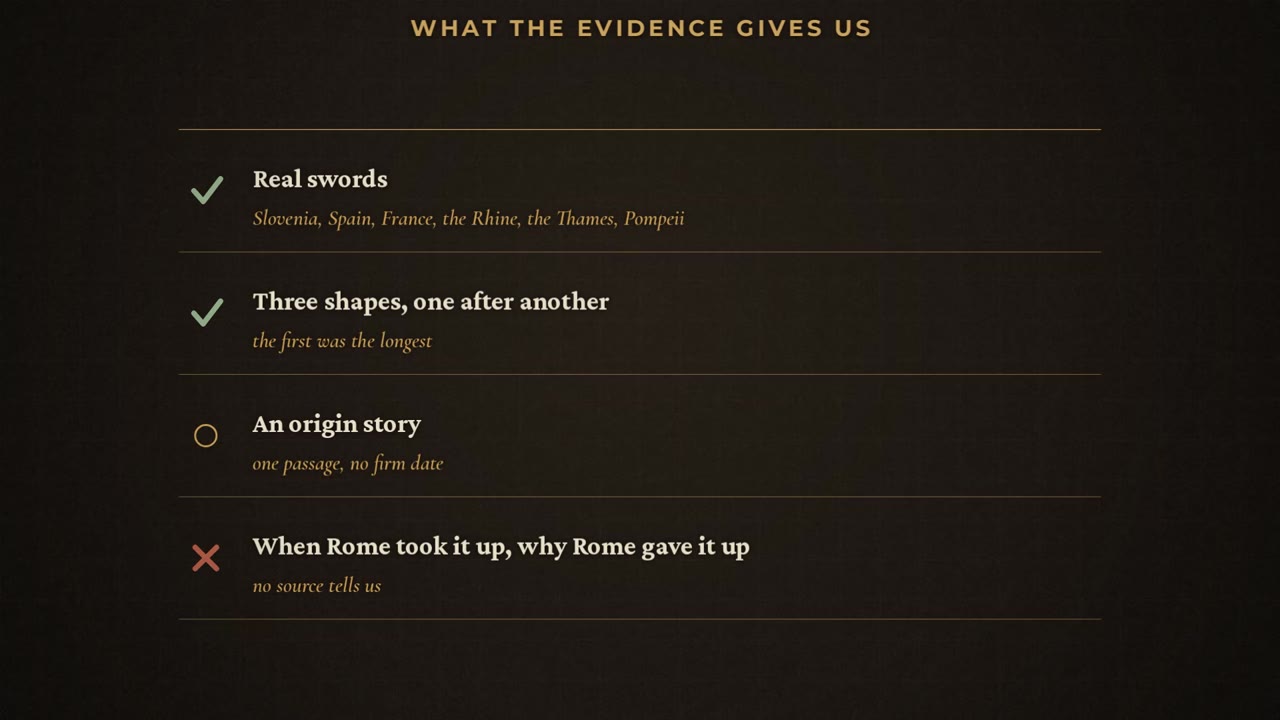 WHAT THE EVIDENCE GIVES US
Real swords
Slovenia, Spain, France, the Rhine, the Thames, Pompeii
Three shapes, one after another
the first was the longest
An origin story
one passage, no firm date
When Rome took it up, why Rome gave it up
no source tells us